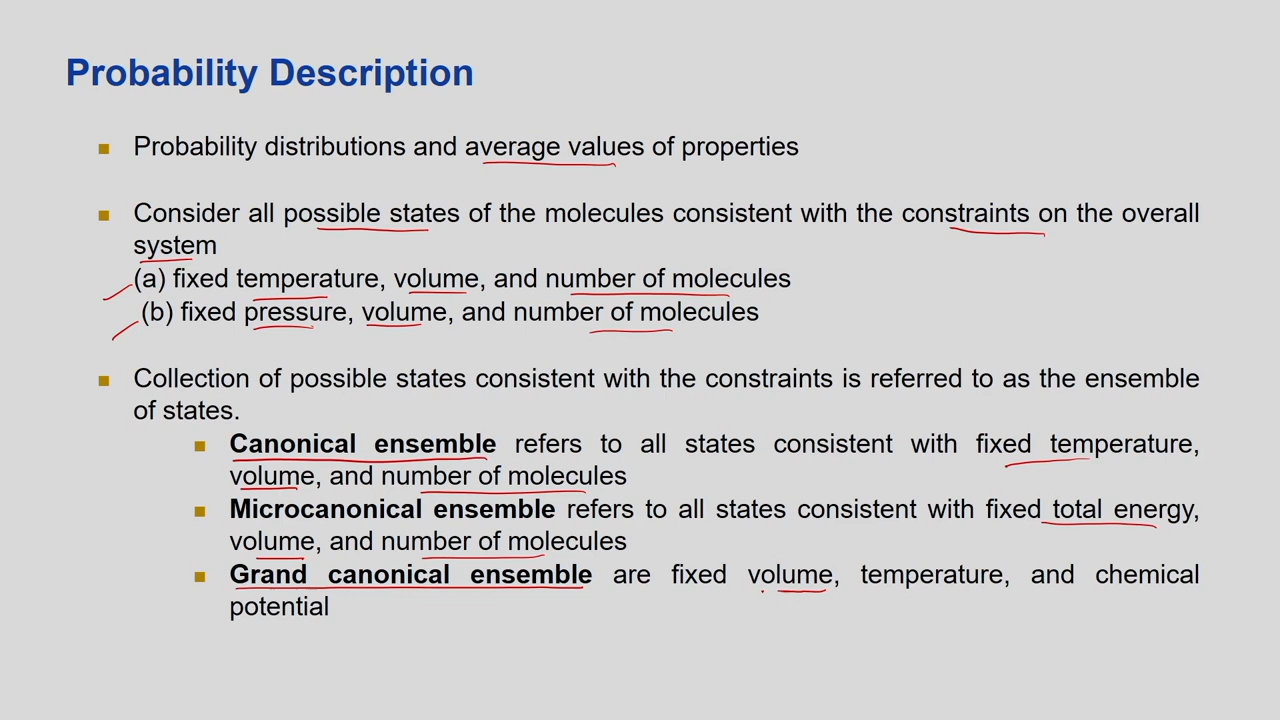 Probability Description
Probability distributions and average values of properties
Consider all possible states of the molecules consistent with the constraints on the overall
system
(a) fixed temperature, volume, and number of molecules
(b) fixed pressure, volume, and number of molecules
Collection of possible states consistent with the constraints is referred to as the ensemble
of states.
Canonical ensemble refers to all states consistent with fixed temperature,
volume, and number of molecules
Microcanonical ensemble refers to all states consistent with fixed total energy,
volume, and number of molecules
Grand canonical ensemble are fixed volume, temperature, and chemical
potential